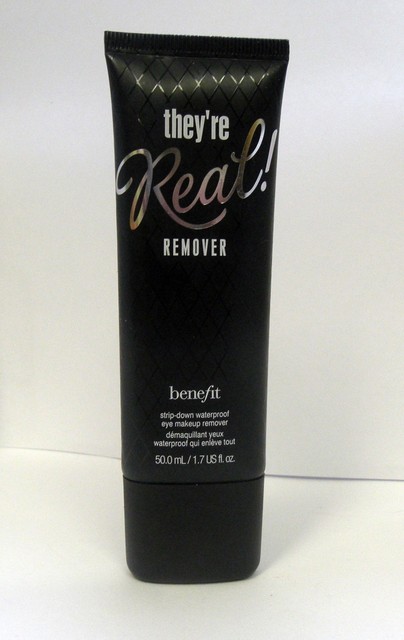 they're
Real!
REMOVER
benefit
strip-down waterproof
eye makeup remover
démaquillant yeux
waterproof qui enlève tout
50.0 mL / 1.7 US fl. oz.